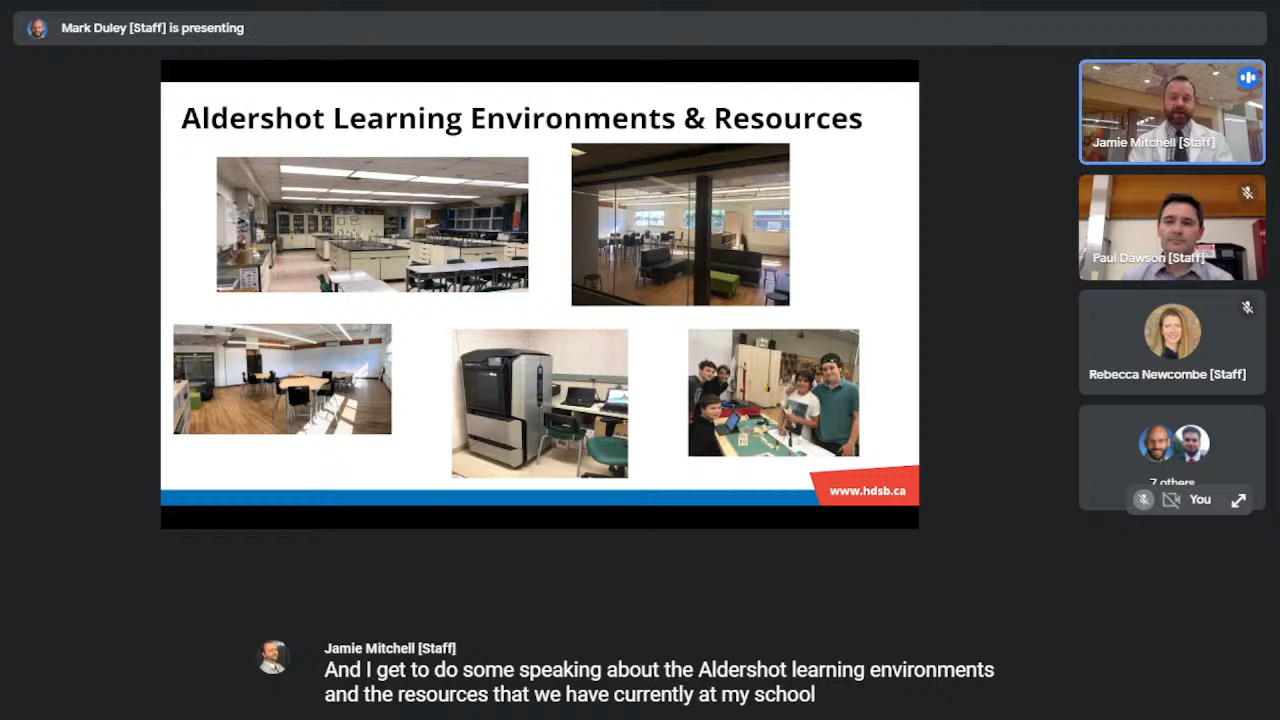 Mark Duley [Staff] is presenting
Aldershot Learning Environments & Resources
www.hdsb.ca
Jamie Mitchell [Staff]
Paul Dawson [Staff]
Rebecca Newcombe [Staff]
7 others
You
Jamie Mitchell [Staff]
And I get to do some speaking about the Aldershot learning environments
and the resources that we have currently at my school